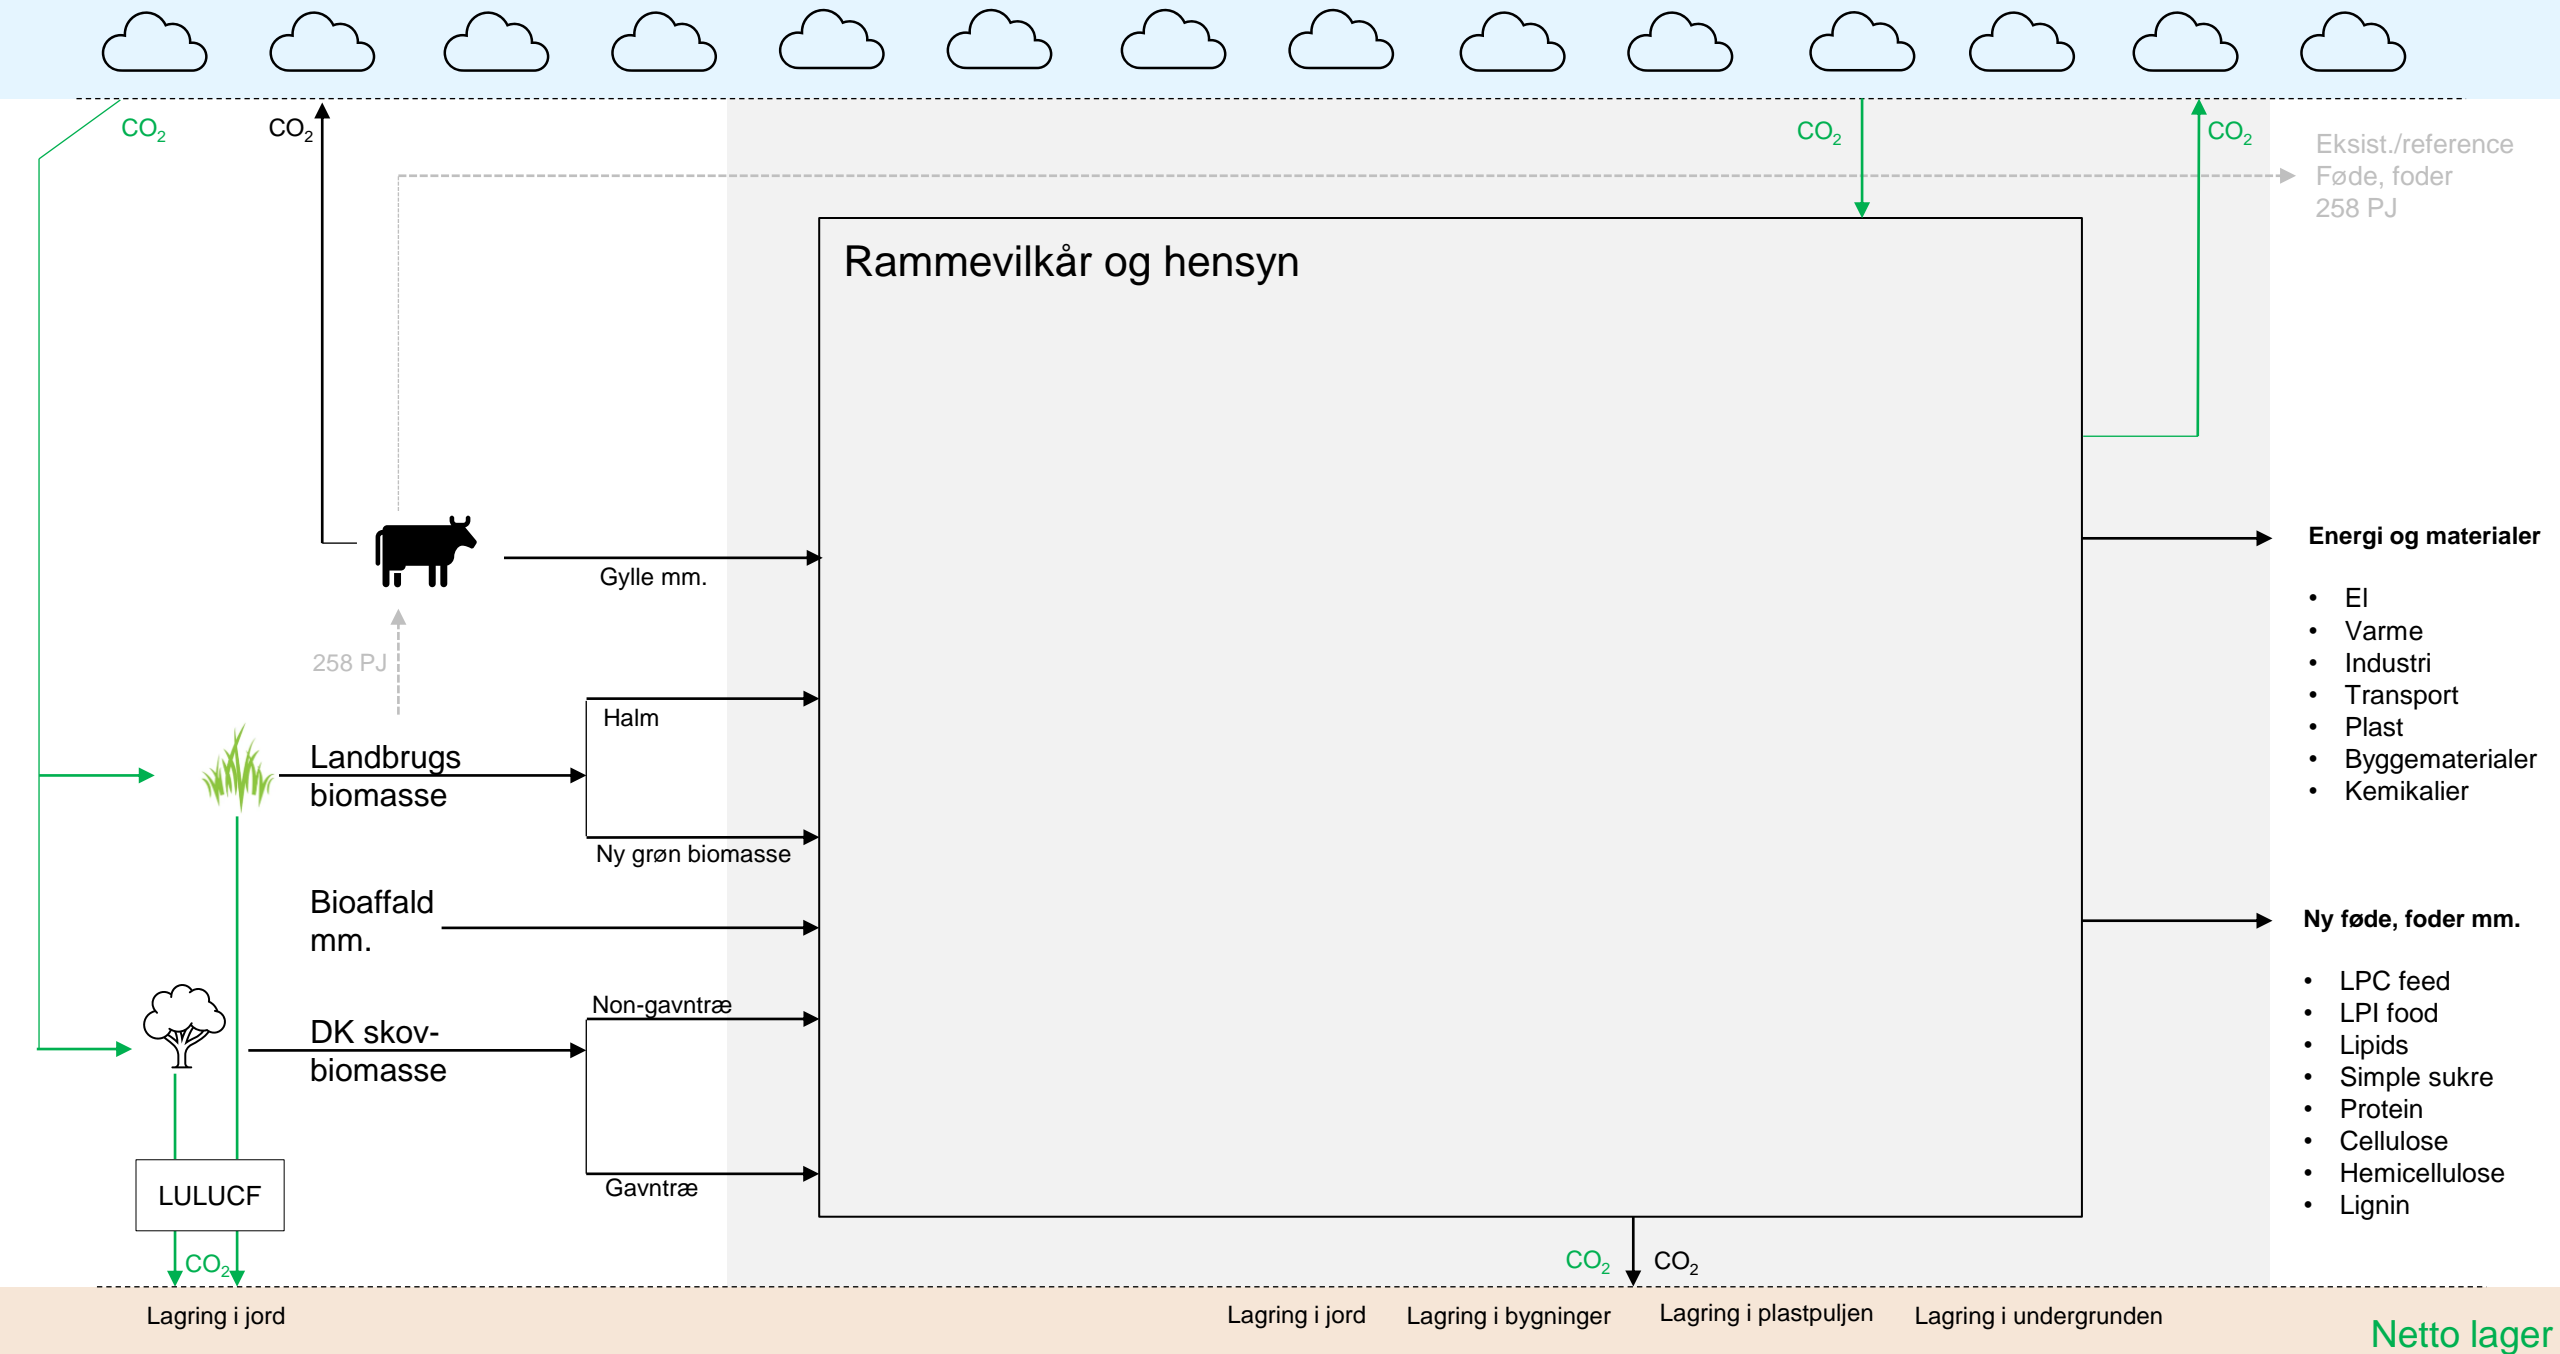 CO2
CO2
CO2
CO2
Eksist./reference
Føde, foder
258 PJ
Rammevilkår og hensyn
Gylle mm.
258 PJ
Halm
Landbrugs
biomasse
Ny grøn biomasse
Bioaffald
mm.
Non-gavntræ
DK skov-
biomasse
Gavntræ
LULUCF
CO2
Energi og materialer
• El
• Varme
• Industri
• Transport
• Plast
• Byggematerialer
• Kemikalier
Ny føde, foder mm.
• LPC feed
• LPI food
• Lipids
• Simple sukre
• Protein
• Cellulose
• Hemicellulose
• Lignin
CO2 CO2
Lagring i jord
Lagring i jord
Lagring i bygninger
Lagring i plastpuljen
Lagring i undergrunden
Netto lager